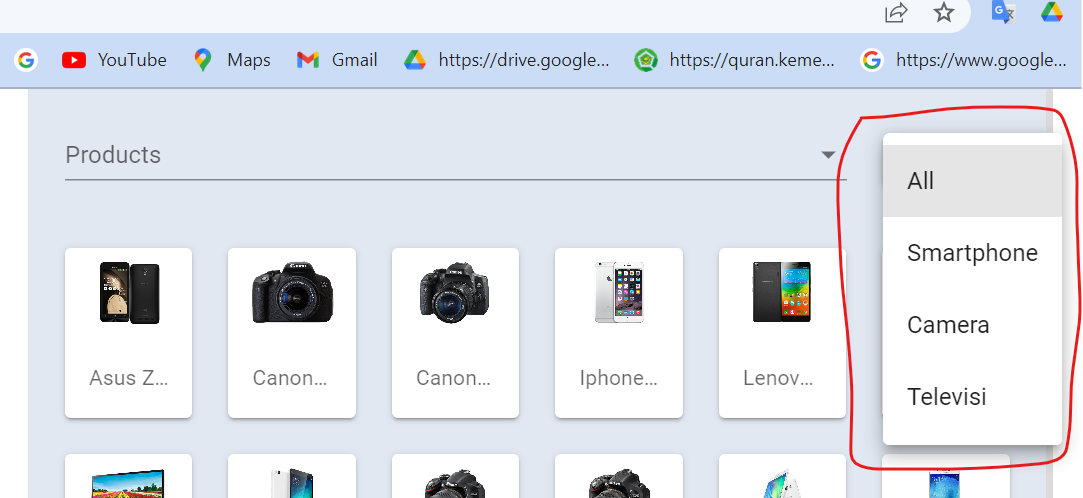 YouTube Maps Gmail https://drive.google... https://quran.keme... https://www.google...
Products
All
Smartphone
Camera
Televisi
Asus Z... Canon... Canon... Iphone... Lenov...